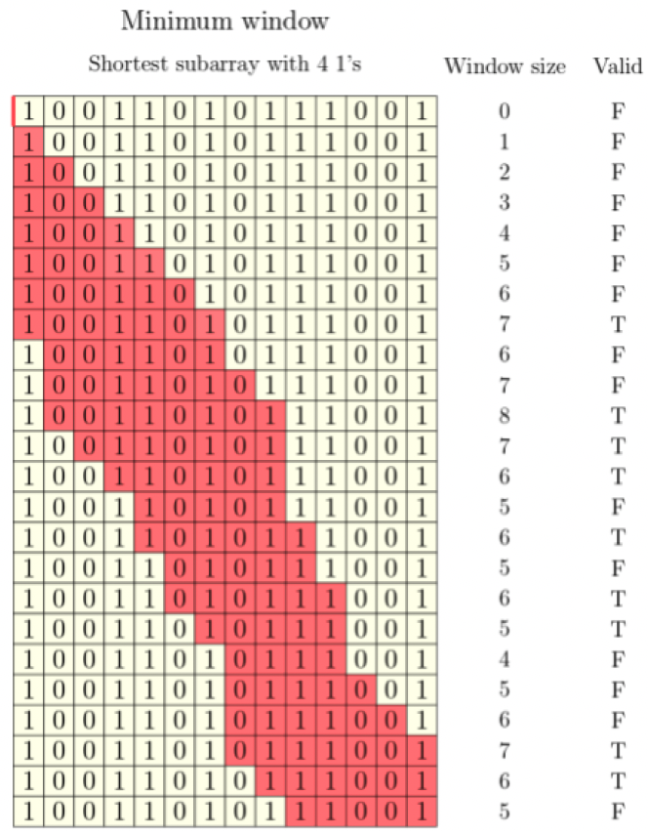 Minimum window
Shortest subarray with 4 1's Window size Valid
1 0 0 1 1 0 1 0 1 1 1 0 0 1 0 F
1 0 0 1 1 0 1 0 1 1 1 0 0 1 1 F
1 0 0 1 1 0 1 0 1 1 1 0 0 1 2 F
1 0 0 1 1 0 1 0 1 1 1 0 0 1 3 F
1 0 0 1 1 0 1 0 1 1 1 0 0 1 4 F
1 0 0 1 1 0 1 0 1 1 1 0 0 1 5 F
1 0 0 1 1 0 1 0 1 1 1 0 0 1 6 F
1 0 0 1 1 0 1 0 1 1 1 0 0 1 7 T
1 0 0 1 1 0 1 0 1 1 1 0 0 1 6 F
1 0 0 1 1 0 1 0 1 1 1 0 0 1 7 F
1 0 0 1 1 0 1 0 1 1 1 0 0 1 8 T
1 0 0 1 1 0 1 0 1 1 1 0 0 1 7 T
1 0 0 1 1 0 1 0 1 1 1 0 0 1 6 T
1 0 0 1 1 0 1 0 1 1 1 0 0 1 5 F
1 0 0 1 1 0 1 0 1 1 1 0 0 1 6 T
1 0 0 1 1 0 1 0 1 1 1 0 0 1 5 F
1 0 0 1 1 0 1 0 1 1 1 0 0 1 6 T
1 0 0 1 1 0 1 0 1 1 1 0 0 1 5 T
1 0 0 1 1 0 1 0 1 1 1 0 0 1 4 F
1 0 0 1 1 0 1 0 1 1 1 0 0 1 5 F
1 0 0 1 1 0 1 0 1 1 1 0 0 1 6 F
1 0 0 1 1 0 1 0 1 1 1 0 0 1 7 T
1 0 0 1 1 0 1 0 1 1 1 0 0 1 6 T
1 0 0 1 1 0 1 0 1 1 1 0 0 1 5 F